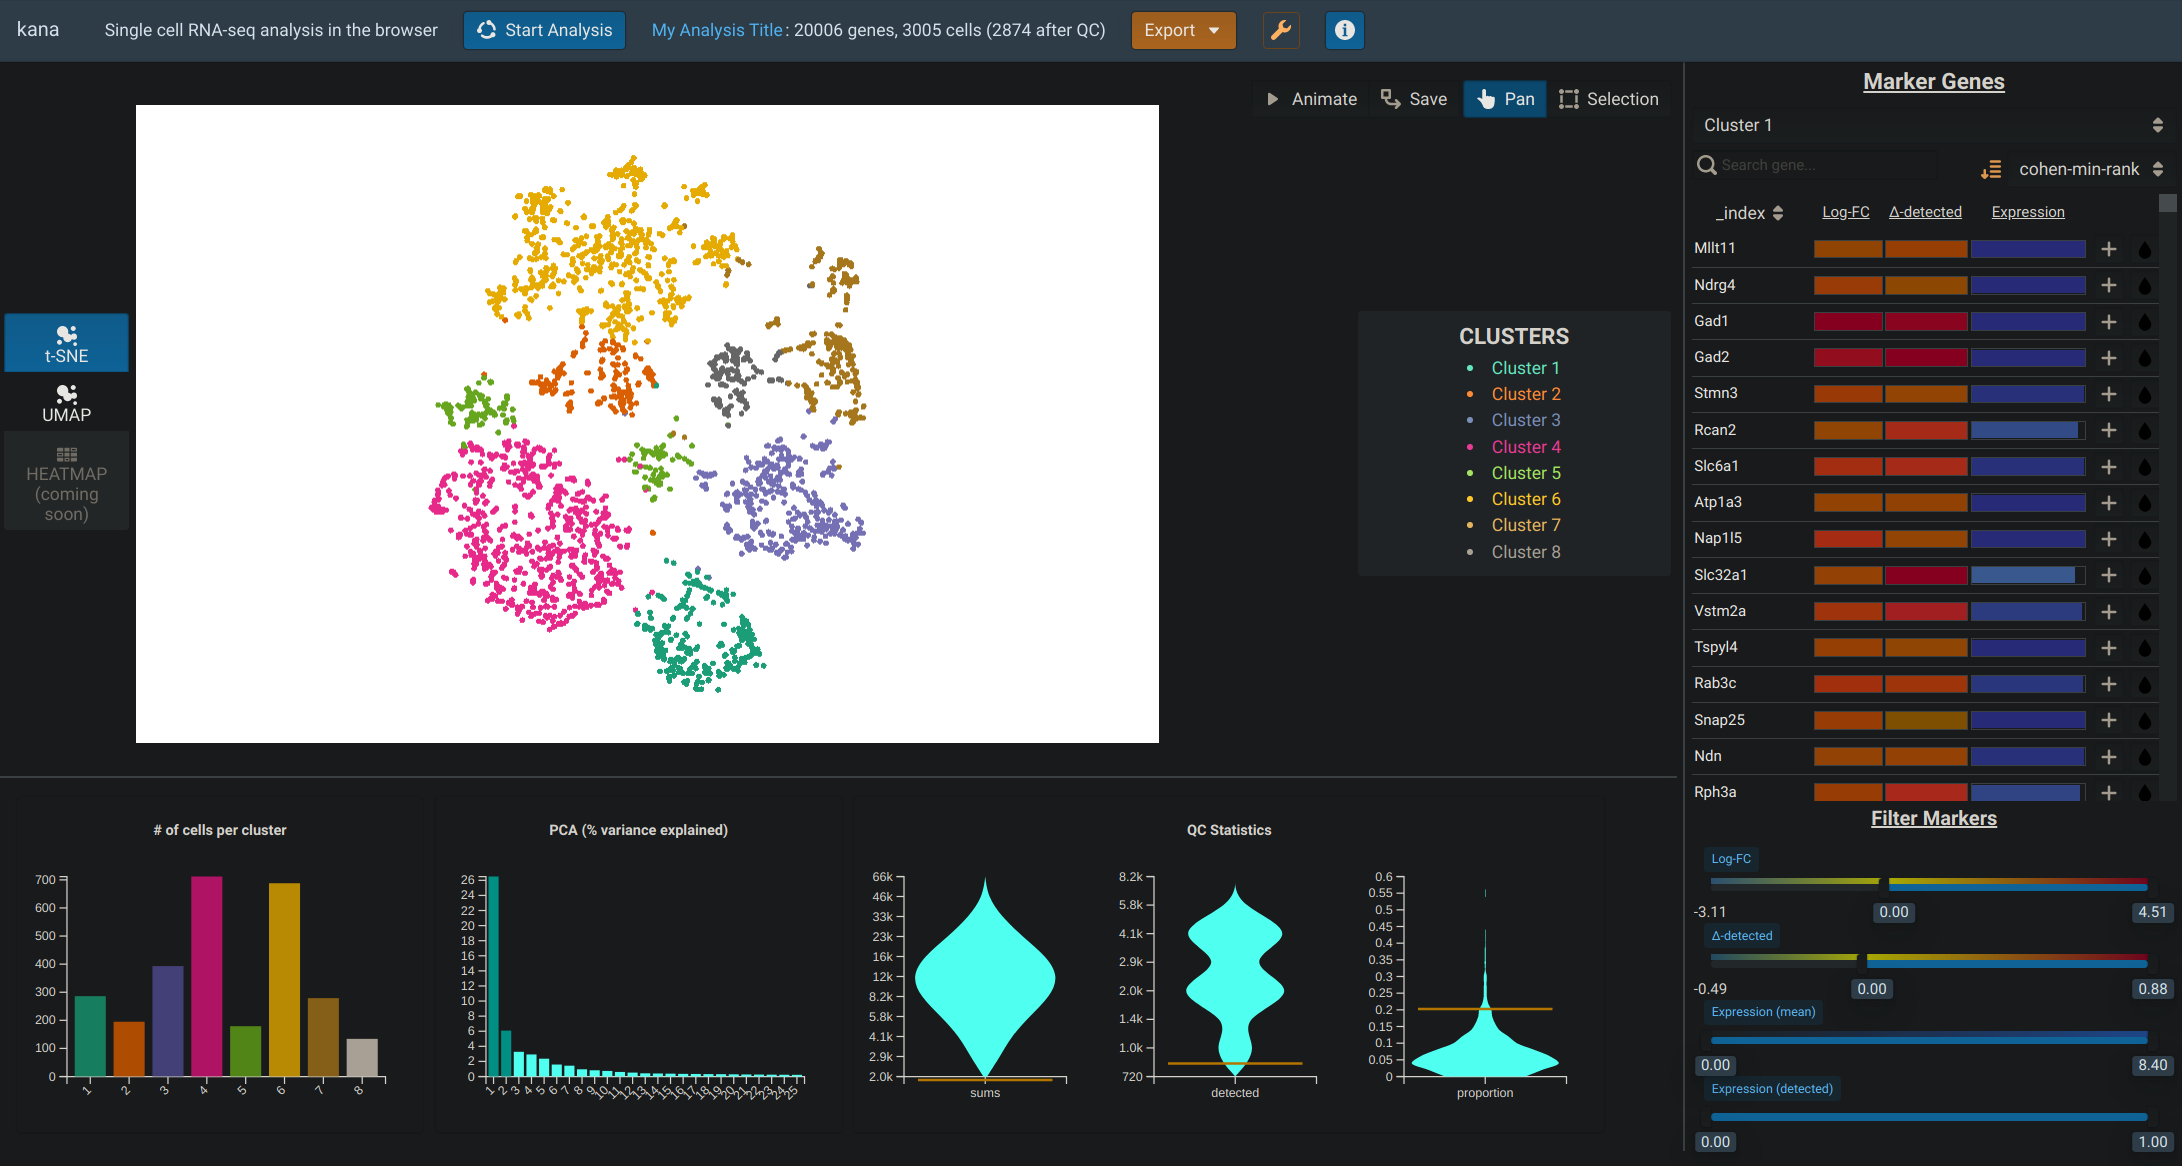 kana
Single cell RNA-seq analysis in the browser
Start Analysis
My Analysis Title: 20006 genes, 3005 cells (2874 after QC)
Export
Animate
Save
Pan
Selection
t-SNE
UMAP
HEATMAP
(coming
soon)
CLUSTERS
Cluster 1
Cluster 2
Cluster 3
Cluster 4
Cluster 5
Cluster 6
Cluster 7
Cluster 8
Marker Genes
Cluster 1
Search gene...
cohen-min-rank
_index
Log-FC
Δ-detected
Expression
Mllt11
Ndrg4
Gad1
Gad2
Stmn3
Rcan2
Slc6a1
Atp1a3
Nap1l5
Slc32a1
Vstm2a
Tspyl4
Rab3c
Snap25
Ndn
Rph3a
Filter Markers
Log-FC
-3.11
0.00
4.51
Δ-detected
-0.49
0.00
0.88
Expression (mean)
0.00
8.40
Expression (detected)
0.00
1.00
# of cells per cluster
700
600
500
400
300
200
100
0
1 2 3 4 5 6 7 8
PCA (% variance explained)
26
24
22
20
18
16
14
12
10
8
6
4
2
0
1 2 3 4 5 6 7 8 9 10 11 12 13 14 15 16 17 18 19 20 21 22 23 24 25
QC Statistics
66k
46k
33k
23k
16k
12k
8.2k
5.8k
4.1k
2.9k
2.0k
sums
8.2k
5.8k
4.1k
2.9k
2.0k
1.4k
1.0k
720
detected
0.6
0.55
0.5
0.45
0.4
0.35
0.3
0.25
0.2
0.15
0.1
0.05
0
proportion